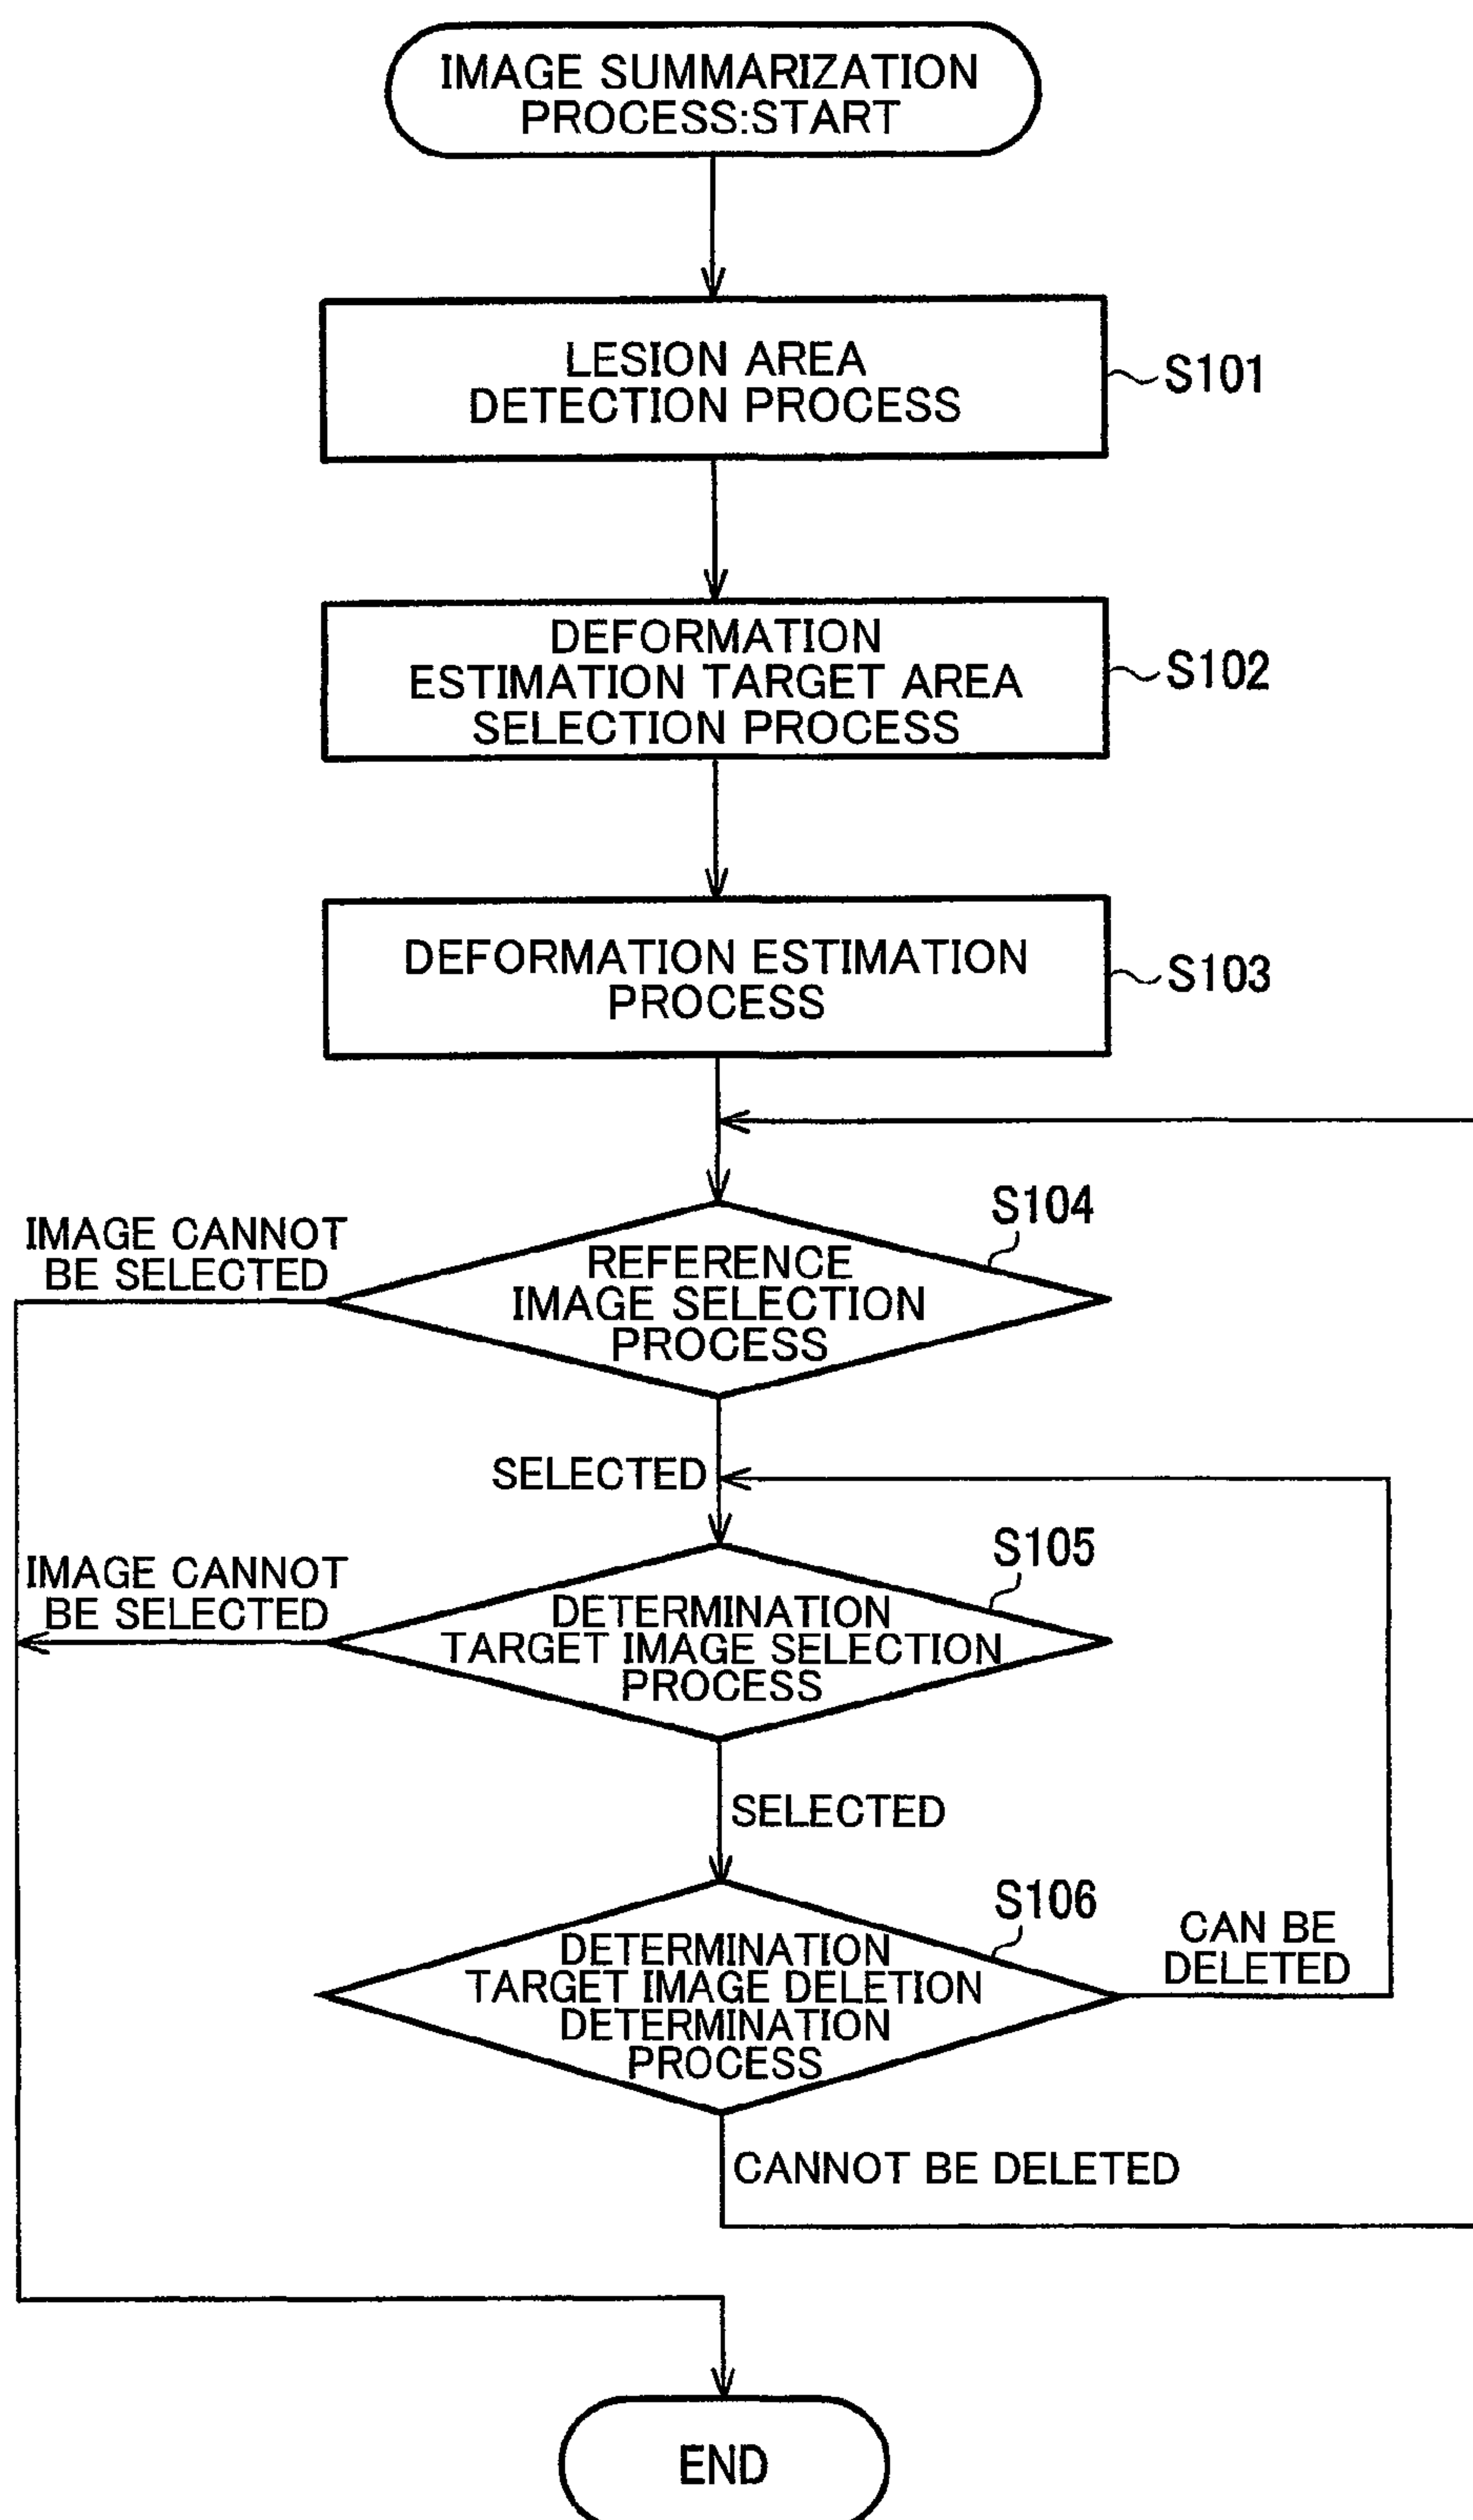 IMAGE SUMMARIZATION
PROCESS:START
LESION AREA
DETECTION PROCESS
S101
DEFORMATION
ESTIMATION TARGET AREA
SELECTION PROCESS
S102
DEFORMATION ESTIMATION
PROCESS
S103
S104
IMAGE CANNOT
BE SELECTED
REFERENCE
IMAGE SELECTION
PROCESS
SELECTED
S105
IMAGE CANNOT
BE SELECTED
DETERMINATION
TARGET IMAGE SELECTION
PROCESS
SELECTED
S106
CAN BE
DELETED
DETERMINATION
TARGET IMAGE DELETION
DETERMINATION
PROCESS
CANNOT BE DELETED
END